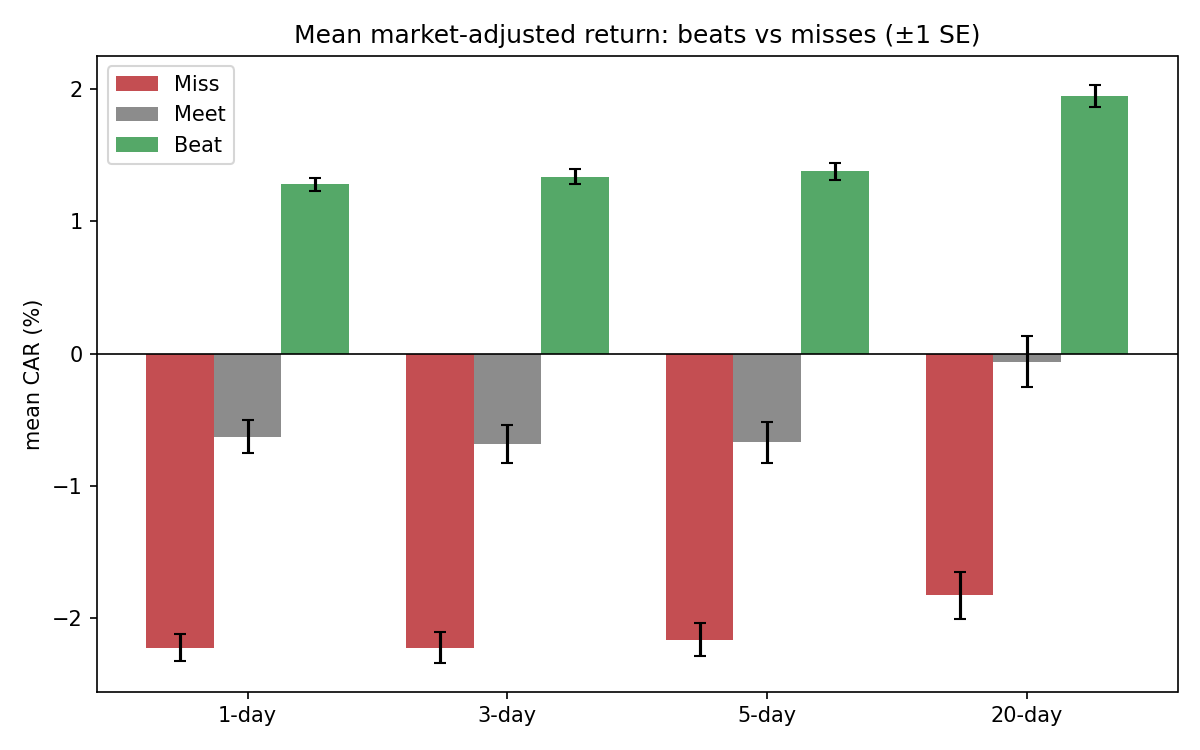 Mean market-adjusted return: beats vs misses (±1 SE)
Miss
Meet
Beat
mean CAR (%)
2
1
0
−1
−2
1-day
3-day
5-day
20-day